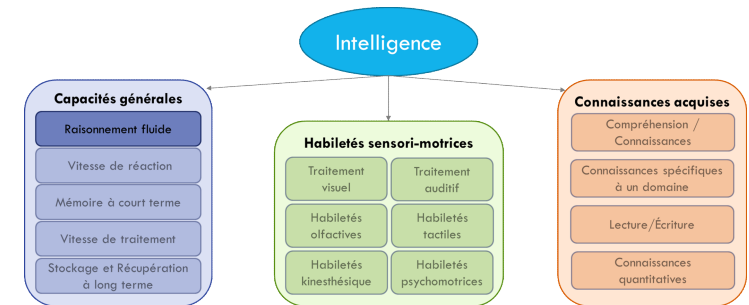 Intelligence
Capacités générales
Raisonnement fluide
Vitesse de réaction
Mémoire à court terme
Vitesse de traitement
Stockage et Récupération
à long terme
Habiletés sensori-motrices
Traitement
visuel
Traitement
auditif
Habiletés
olfactives
Habiletés
tactiles
Habiletés
kinesthésique
Habiletés
psychomotrices
Connaissances acquises
Compréhension /
Connaissances
Connaissances spécifiques
à un domaine
Lecture/Écriture
Connaissances
quantitatives